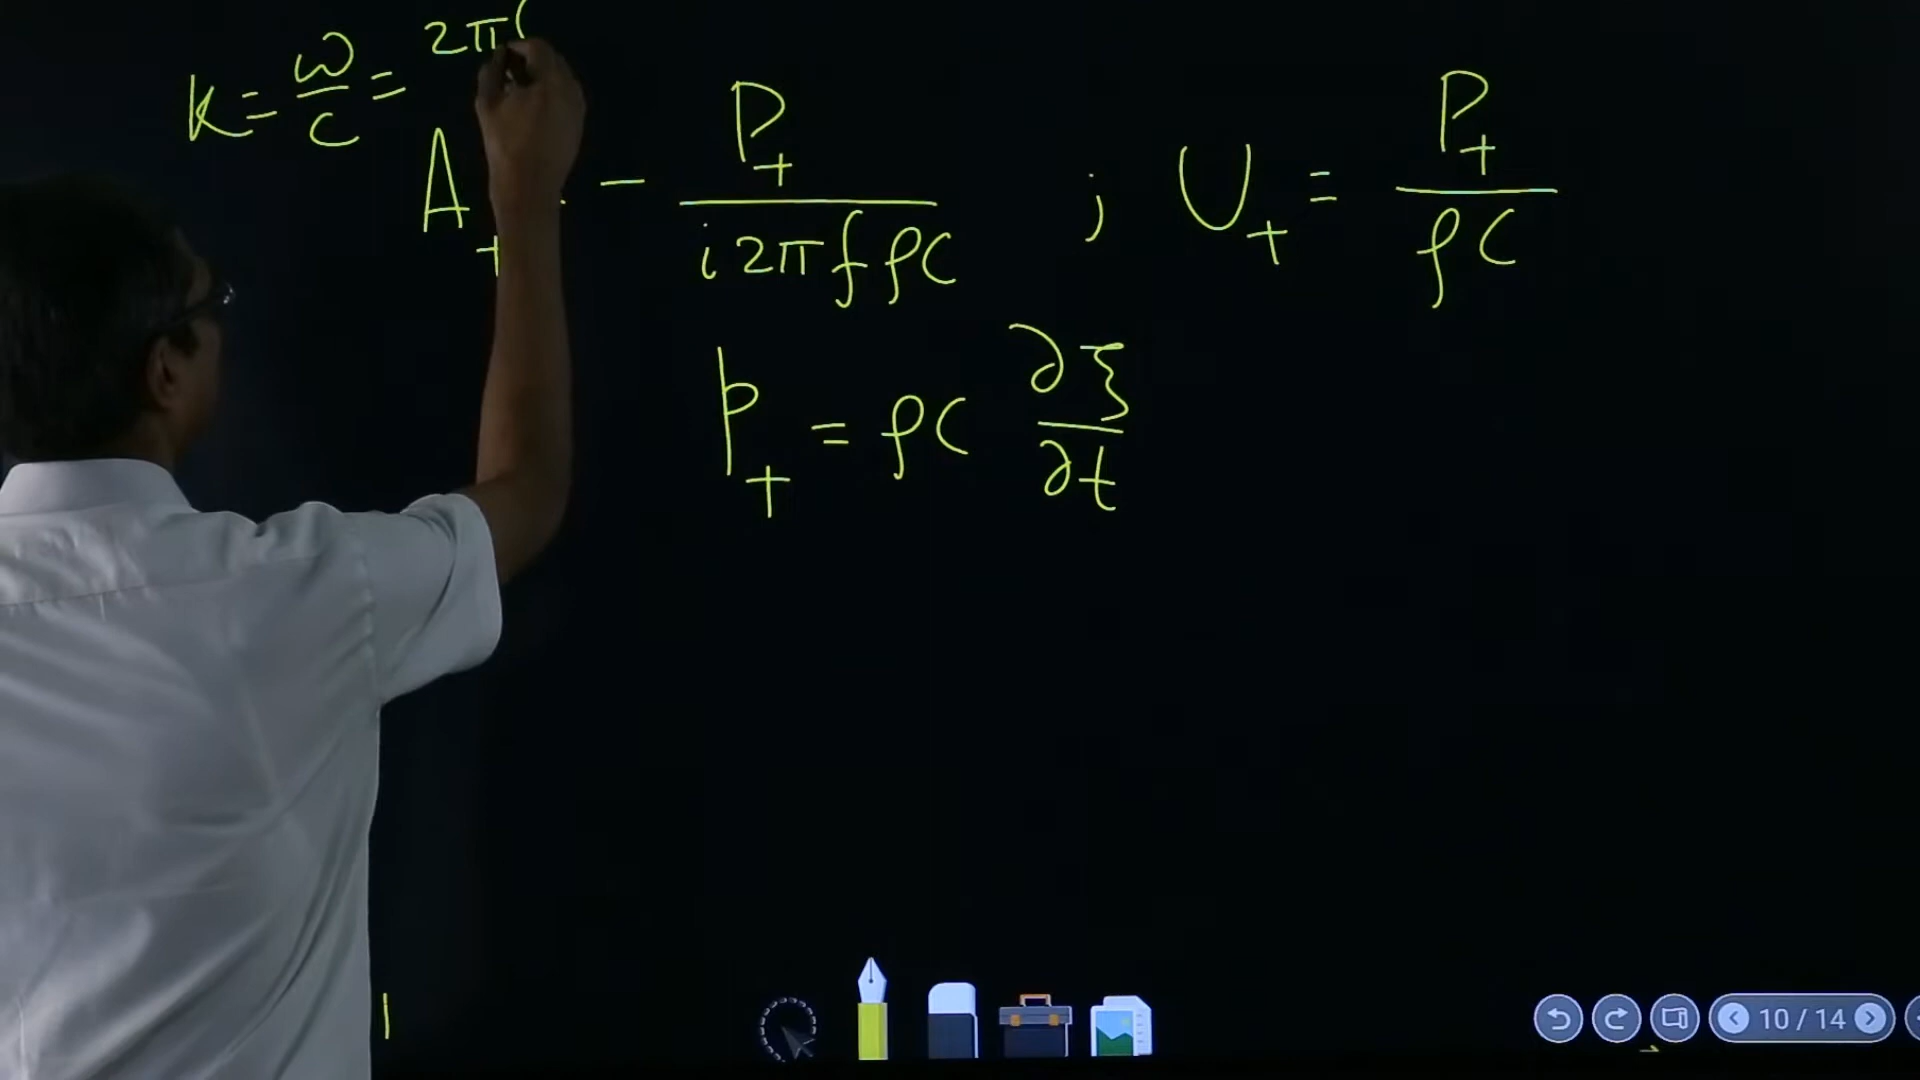 K = ω/C = 2π
A₊ = - P₊/(i2πfρC) ; U₊ = P₊/(ρC)
p₊ = ρC ∂ξ/∂t
10 / 14